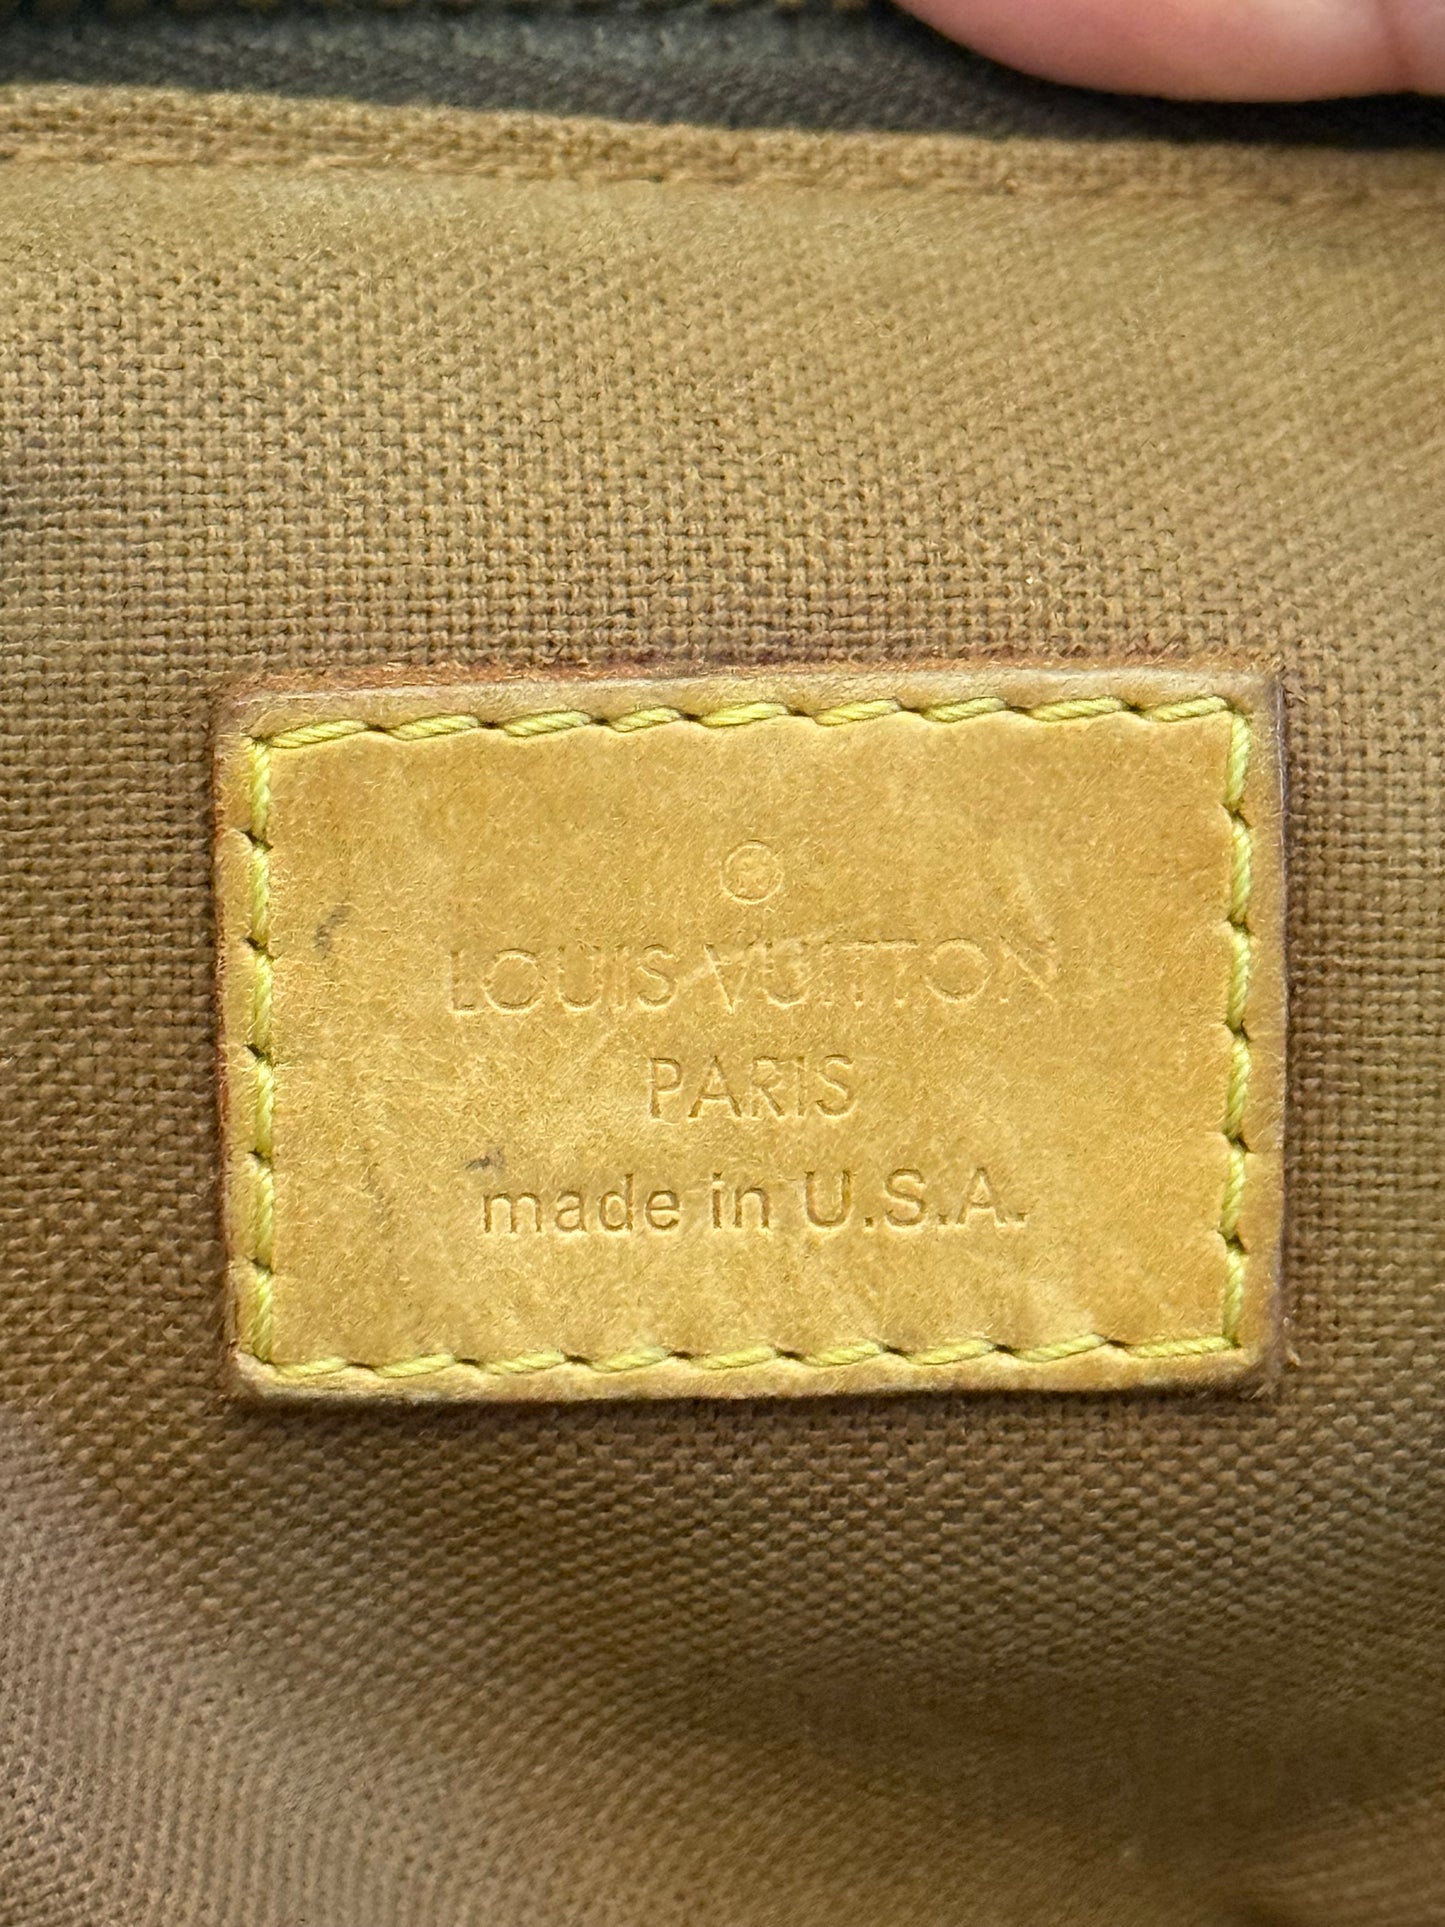 ®
LOUIS VUITTON
PARIS
made in U.S.A.